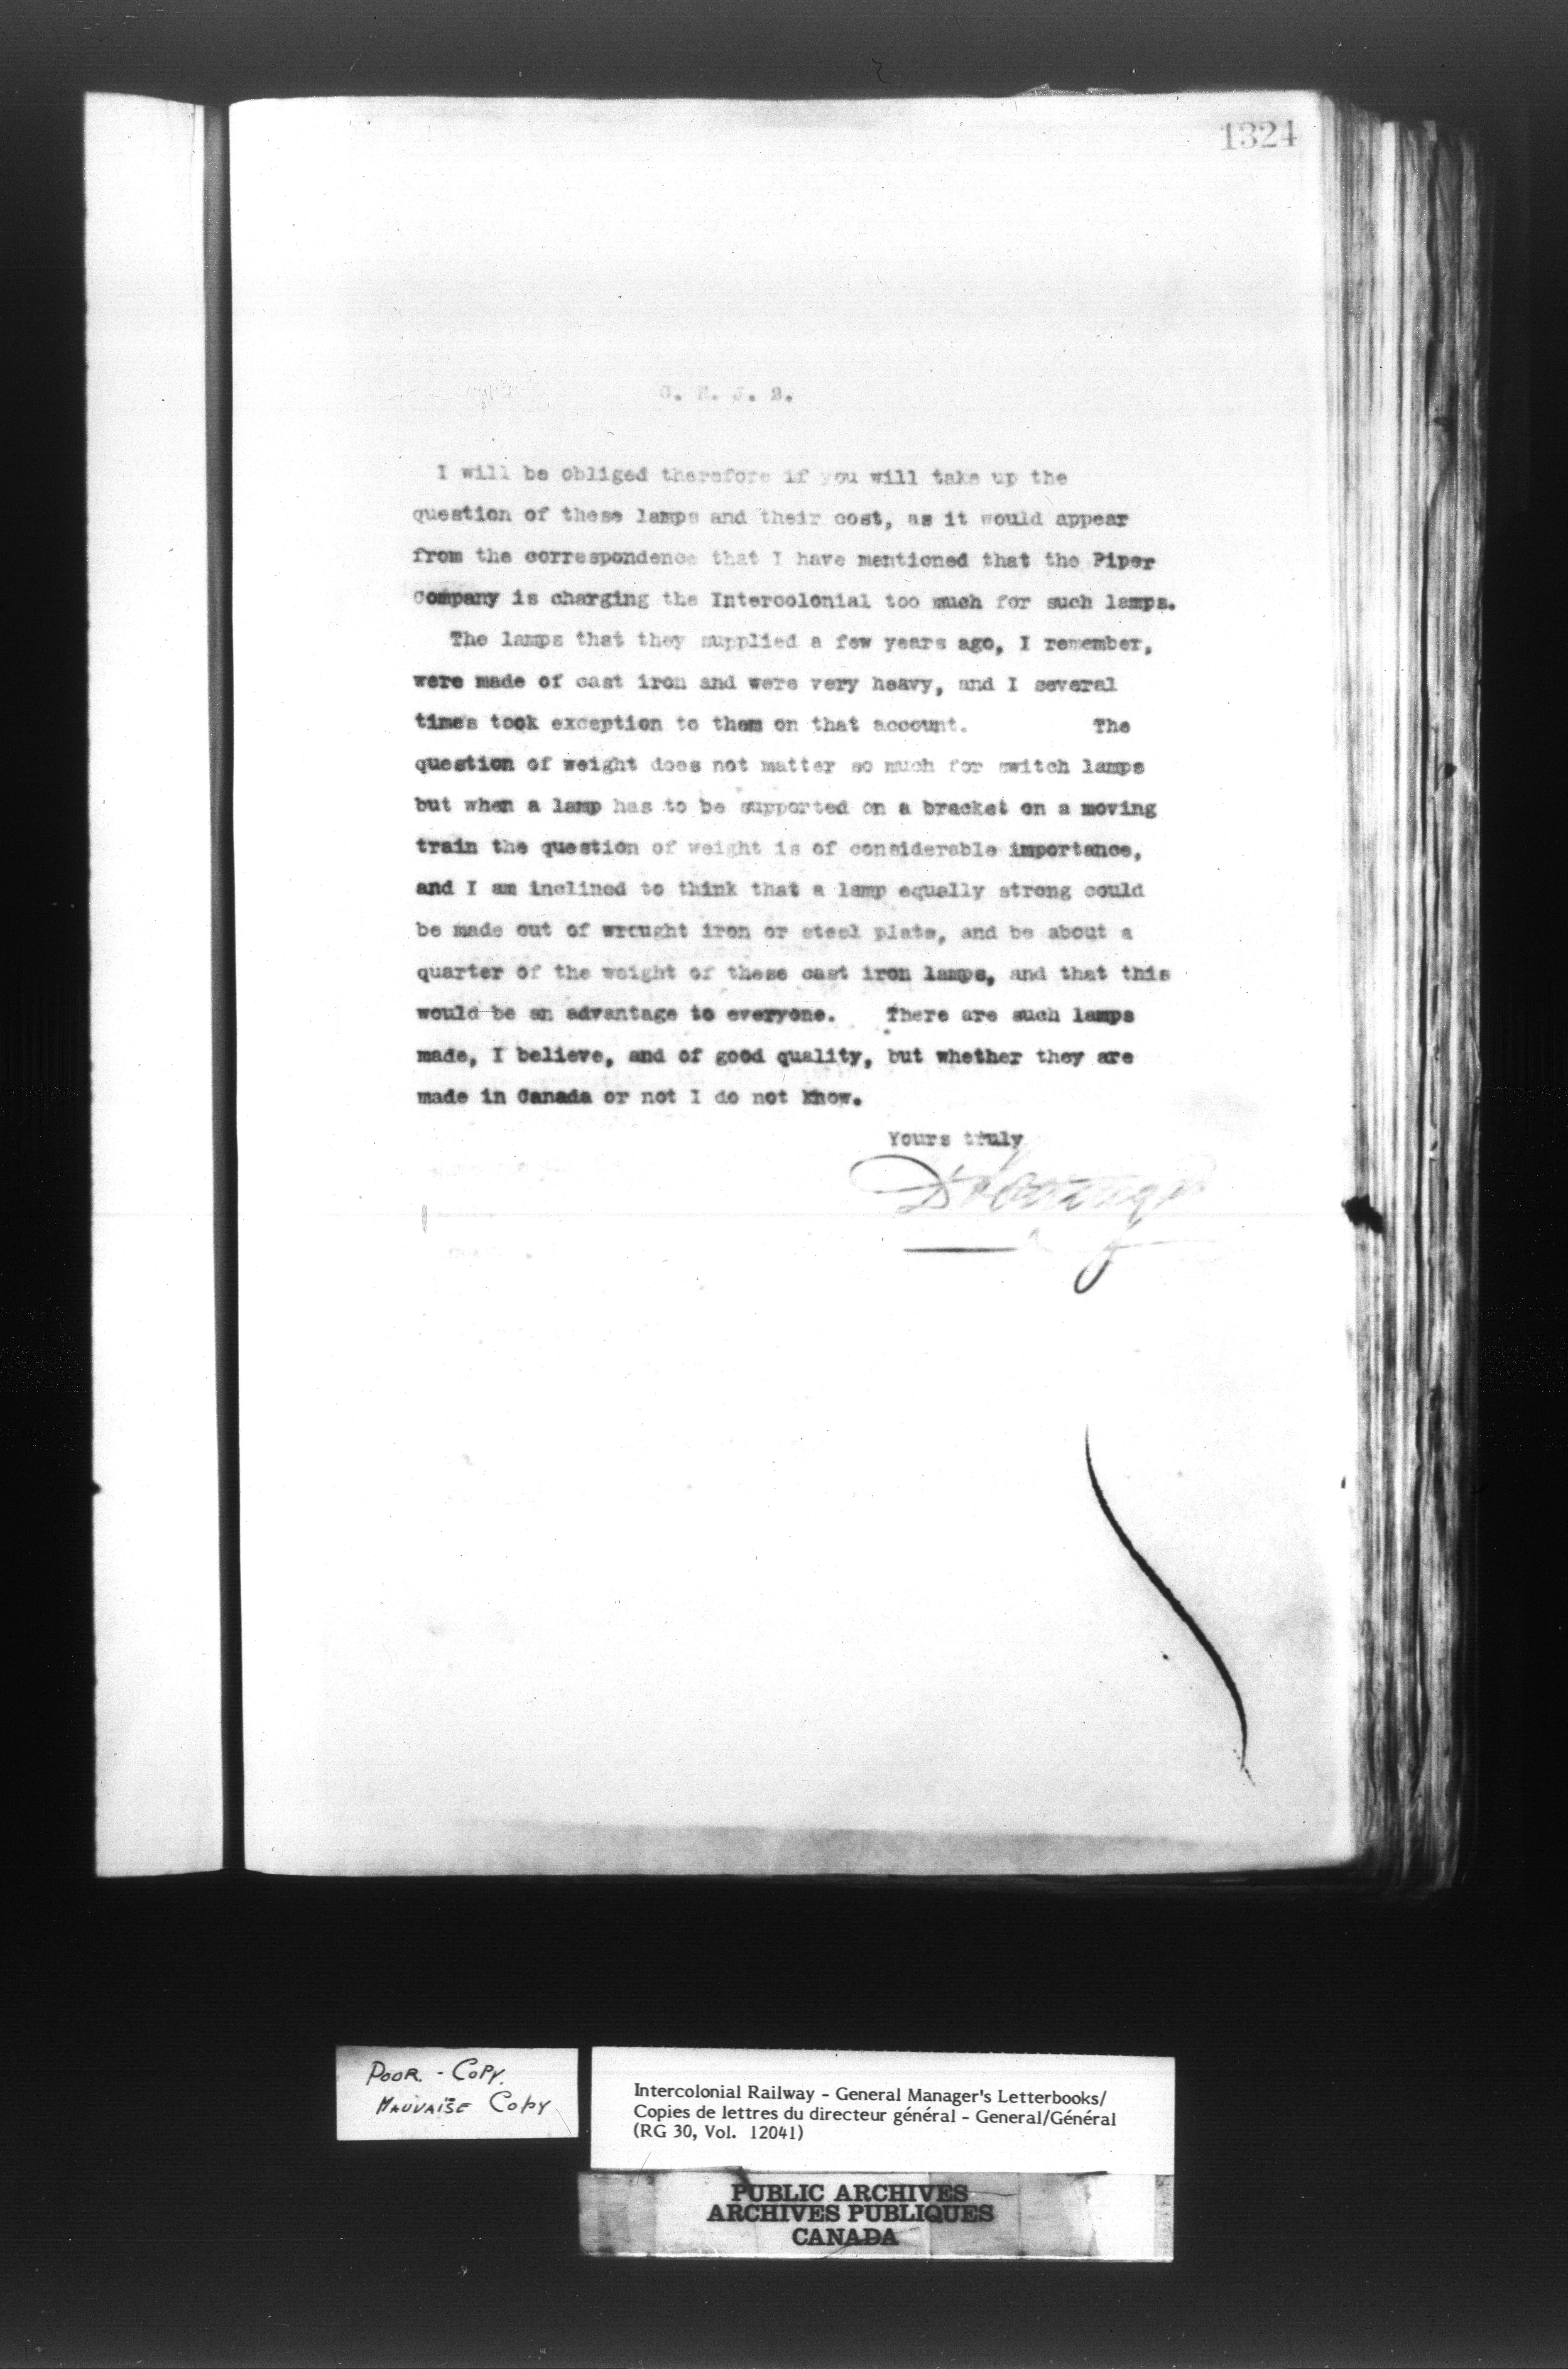 1324
G. R. J. 2.
I will be obliged therefore if you will take up the
question of these lamps and their cost, as it would appear
from the correspondence that I have mentioned that the Piper
Company is charging the Intercolonial too much for such lamps.
The lamps that they supplied a few years ago, I remember,
were made of cast iron and were very heavy, and I several
times took exception to them on that account. The
question of weight does not matter so much for switch lamps
but when a lamp has to be supported on a bracket on a moving
train the question of weight is of considerable importance,
and I am inclined to think that a lamp equally strong could
be made out of wrought iron or steel plate, and be about a
quarter of the weight of these cast iron lamps, and that this
would be an advantage to everyone. There are such lamps
made, I believe, and of good quality, but whether they are
made in Canada or not I do not know.
Yours truly
POOR. - COPY.
MAUVAISE COPY
Intercolonial Railway - General Manager's Letterbooks/
Copies de lettres du directeur général - General/Général
(RG 30, Vol. 12041)
PUBLIC ARCHIVES
ARCHIVES PUBLIQUES
CANADA